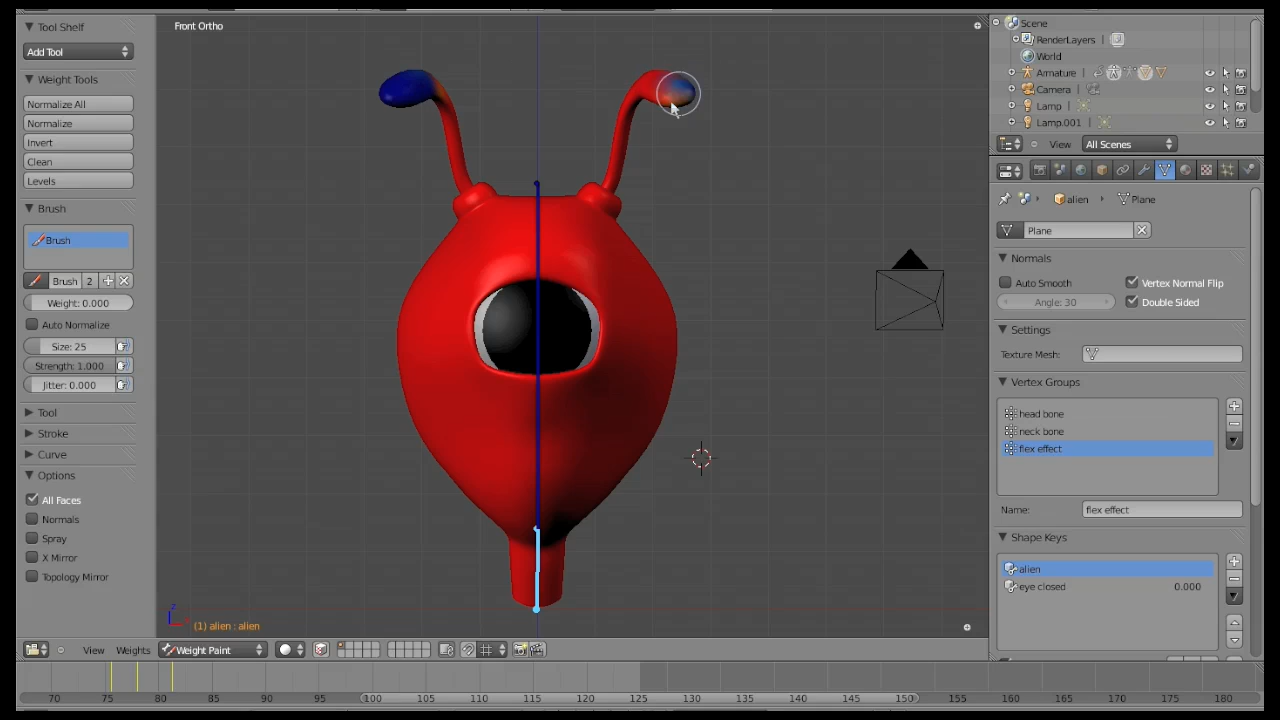 Tool Shelf
Add Tool
Weight Tools
Normalize All
Normalize
Invert
Clean
Levels
Brush
Brush
Brush 2
Weight: 0.000
Auto Normalize
Size: 25
Strength: 1.000
Jitter: 0.000
Tool
Stroke
Curve
Options
All Faces
Normals
Spray
X Mirror
Topology Mirror
Front Ortho
z
(1) alien : alien
View Weights Weight Paint
70 75 80 85 90 95 100 105 110 115 120 125 130 135 140 145 150 155 160 165 170 175 180
Scene
RenderLayers
World
Armature
Camera
Lamp
Lamp.001
View All Scenes
alien Plane
Plane
Normals
Auto Smooth Vertex Normal Flip
Angle: 30 Double Sided
Settings
Texture Mesh:
Vertex Groups
head bone
neck bone
flex effect
Name: flex effect
Shape Keys
alien
eye closed 0.000